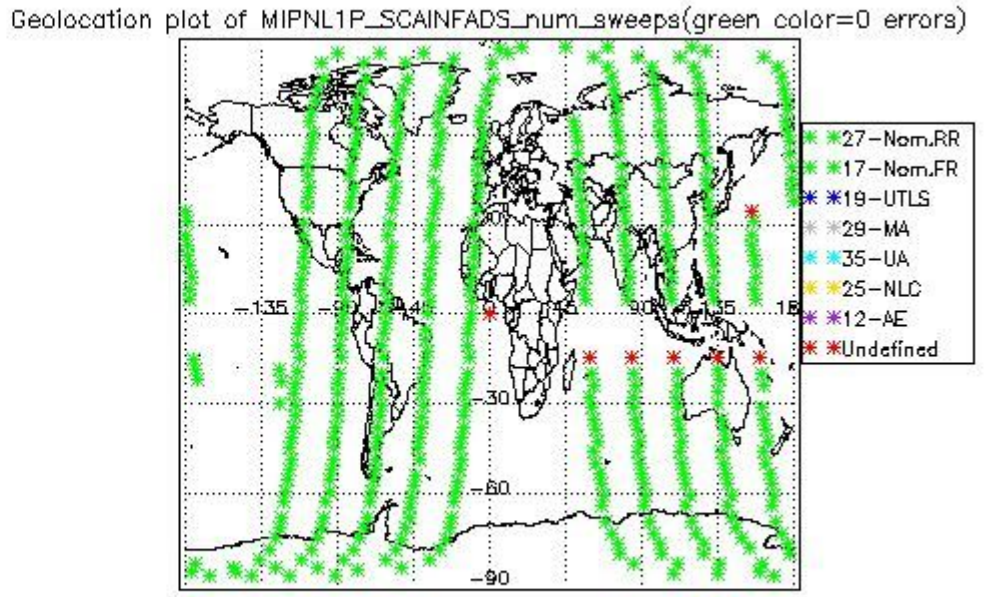 Geolocation plot of MIPNL1P_SCAINFADS_num_sweeps(green color=0 errors)
27-Nom.RR
17-Nom.FR
19-UTLS
29-MA
35-UA
25-NLC
12-AE
Undefined
-135
90
-30
-60
-90